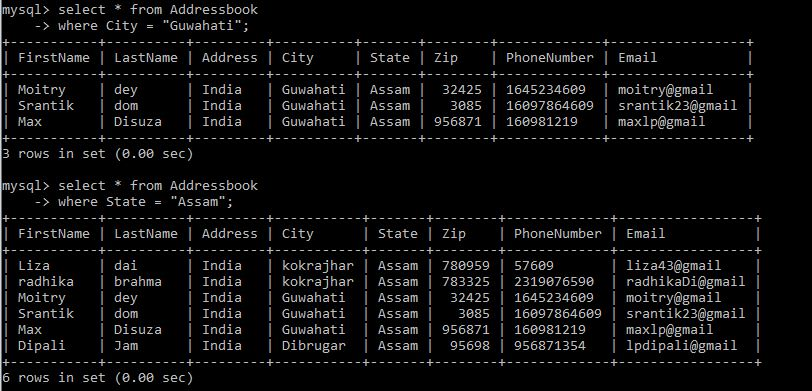 mysql> select * from Addressbook
    -> where City = "Guwahati";
+-----------+----------+---------+----------+-------+--------+-------------+-----------------+
| FirstName | LastName | Address | City     | State | Zip    | PhoneNumber | Email           |
+-----------+----------+---------+----------+-------+--------+-------------+-----------------+
| Moitry    | dey      | India   | Guwahati | Assam |  32425 | 1645234609  | moitry@gmail    |
| Srantik   | dom      | India   | Guwahati | Assam |   3085 | 16097864609 | srantik23@gmail |
| Max       | Disuza   | India   | Guwahati | Assam | 956871 | 160981219   | maxlp@gmail     |
+-----------+----------+---------+----------+-------+--------+-------------+-----------------+
3 rows in set (0.00 sec)

mysql> select * from Addressbook
    -> where State = "Assam";
+-----------+----------+---------+-----------+-------+--------+-------------+-----------------+
| FirstName | LastName | Address | City      | State | Zip    | PhoneNumber | Email           |
+-----------+----------+---------+-----------+-------+--------+-------------+-----------------+
| Liza      | dai      | India   | kokrajhar | Assam | 780959 | 57609       | liza43@gmail    |
| radhika   | brahma   | India   | kokrajhar | Assam | 783325 | 2319076590  | radhikaDi@gmail |
| Moitry    | dey      | India   | Guwahati  | Assam |  32425 | 1645234609  | moitry@gmail    |
| Srantik   | dom      | India   | Guwahati  | Assam |   3085 | 16097864609 | srantik23@gmail |
| Max       | Disuza   | India   | Guwahati  | Assam | 956871 | 160981219   | maxlp@gmail     |
| Dipali    | Jam      | India   | Dibrugar  | Assam |  95698 | 956871354   | lpdipali@gmail  |
+-----------+----------+---------+-----------+-------+--------+-------------+-----------------+
6 rows in set (0.00 sec)